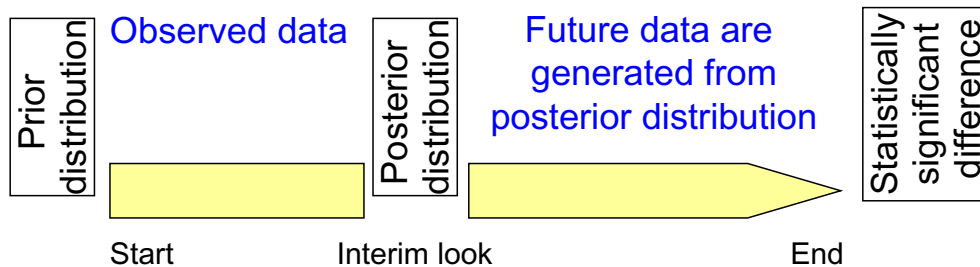 Prior
distribution
Observed data
Posterior
distribution
Future data are
generated from
posterior distribution
Statistically
significant
difference
Start
Interim look
End